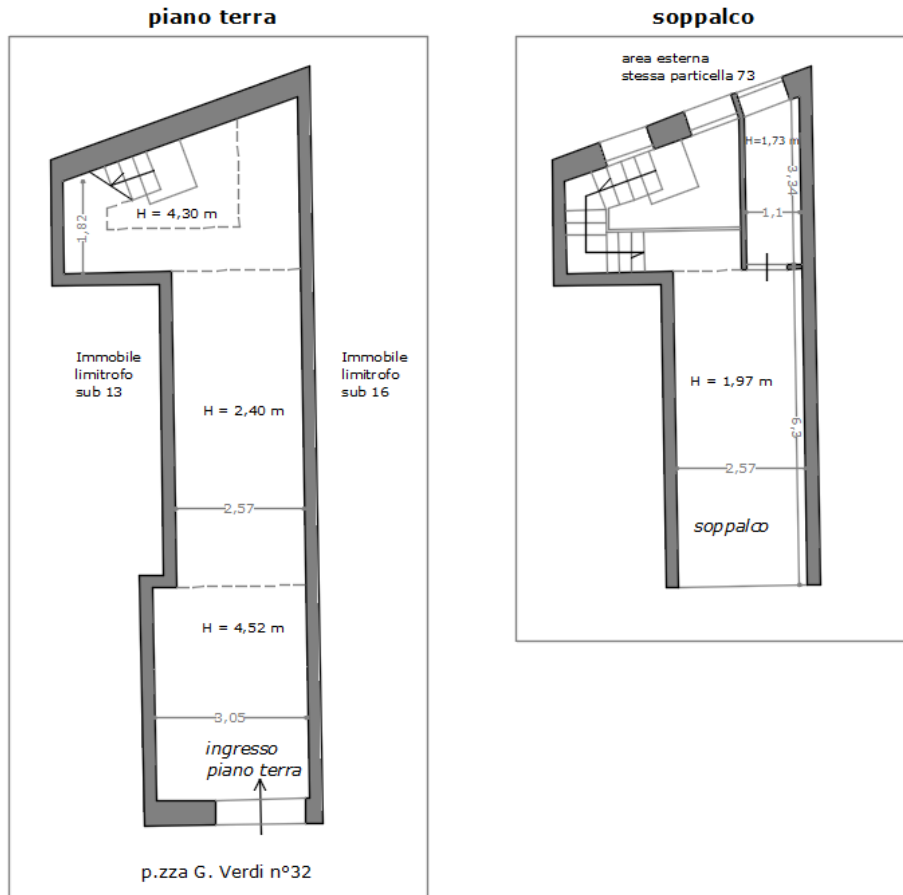 piano terra
H = 4,30 m
1,82
Immobile
limitrofo
sub 13
Immobile
limitrofo
sub 16
H = 2,40 m
2,57
H = 4,52 m
3,05
ingresso
piano terra
p.zza G. Verdi n°32
soppalco
area esterna
stessa particella 73
H=1,73 m
3,34
1,1
H = 1,97 m
6,3
2,57
soppalco